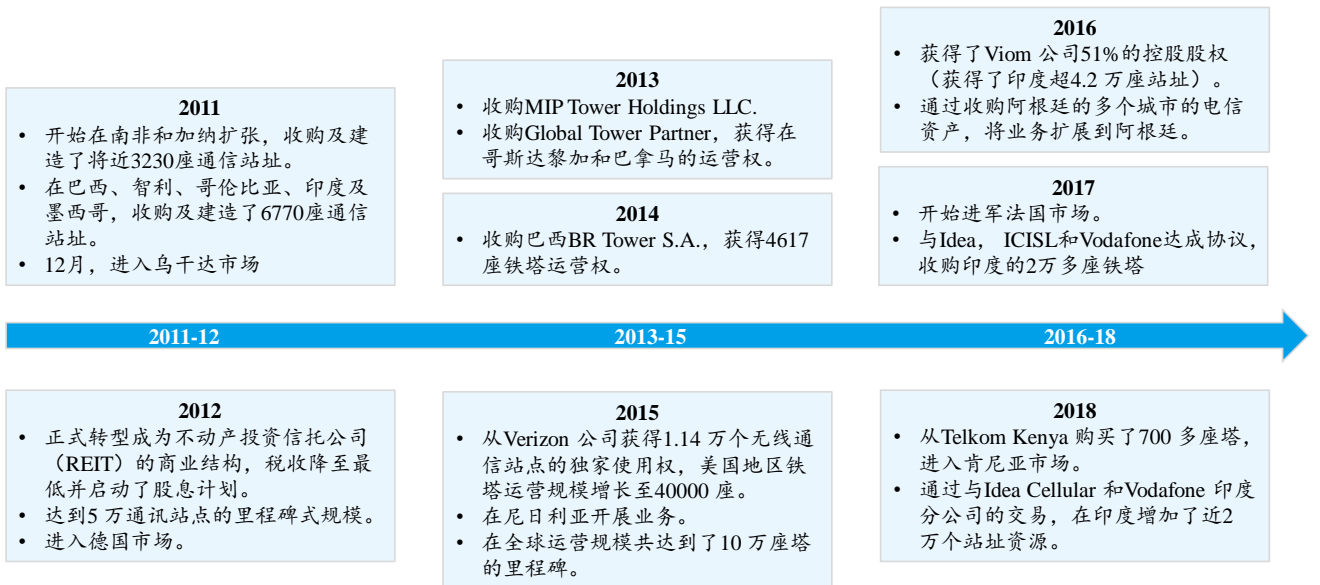 2011
• 开始在南非和加纳扩张，收购及建
造了将近3230座通信站址。
• 在巴西、智利、哥伦比亚、印度及
墨西哥，收购及建造了6770座通信
站址。
• 12月，进入乌干达市场
2013
• 收购MIP Tower Holdings LLC.
• 收购Global Tower Partner，获得在
哥斯达黎加和巴拿马的运营权。
2014
• 收购巴西BR Tower S.A.，获得4617
座铁塔运营权。
2016
• 获得了Viom 公司51%的控股股权
（获得了印度超4.2 万座站址）。
• 通过收购阿根廷的多个城市的电信
资产，将业务扩展到阿根廷。
2017
• 开始进军法国市场。
• 与Idea， ICISL和Vodafone达成协议，
收购印度的2万多座铁塔
2011-12
2013-15
2016-18
2012
• 正式转型成为不动产投资信托公司
（REIT）的商业结构，税收降至最
低并启动了股息计划。
• 达到5 万通讯站点的里程碑式规模。
• 进入德国市场。
2015
• 从Verizon 公司获得1.14 万个无线通
信站点的独家使用权，美国地区铁
塔运营规模增长至40000 座。
• 在尼日利亚开展业务。
• 在全球运营规模共达到了10 万座塔
的里程碑。
2018
• 从Telkom Kenya 购买了700 多座塔，
进入肯尼亚市场。
• 通过与Idea Cellular 和Vodafone 印度
分公司的交易，在印度增加了近2
万个站址资源。